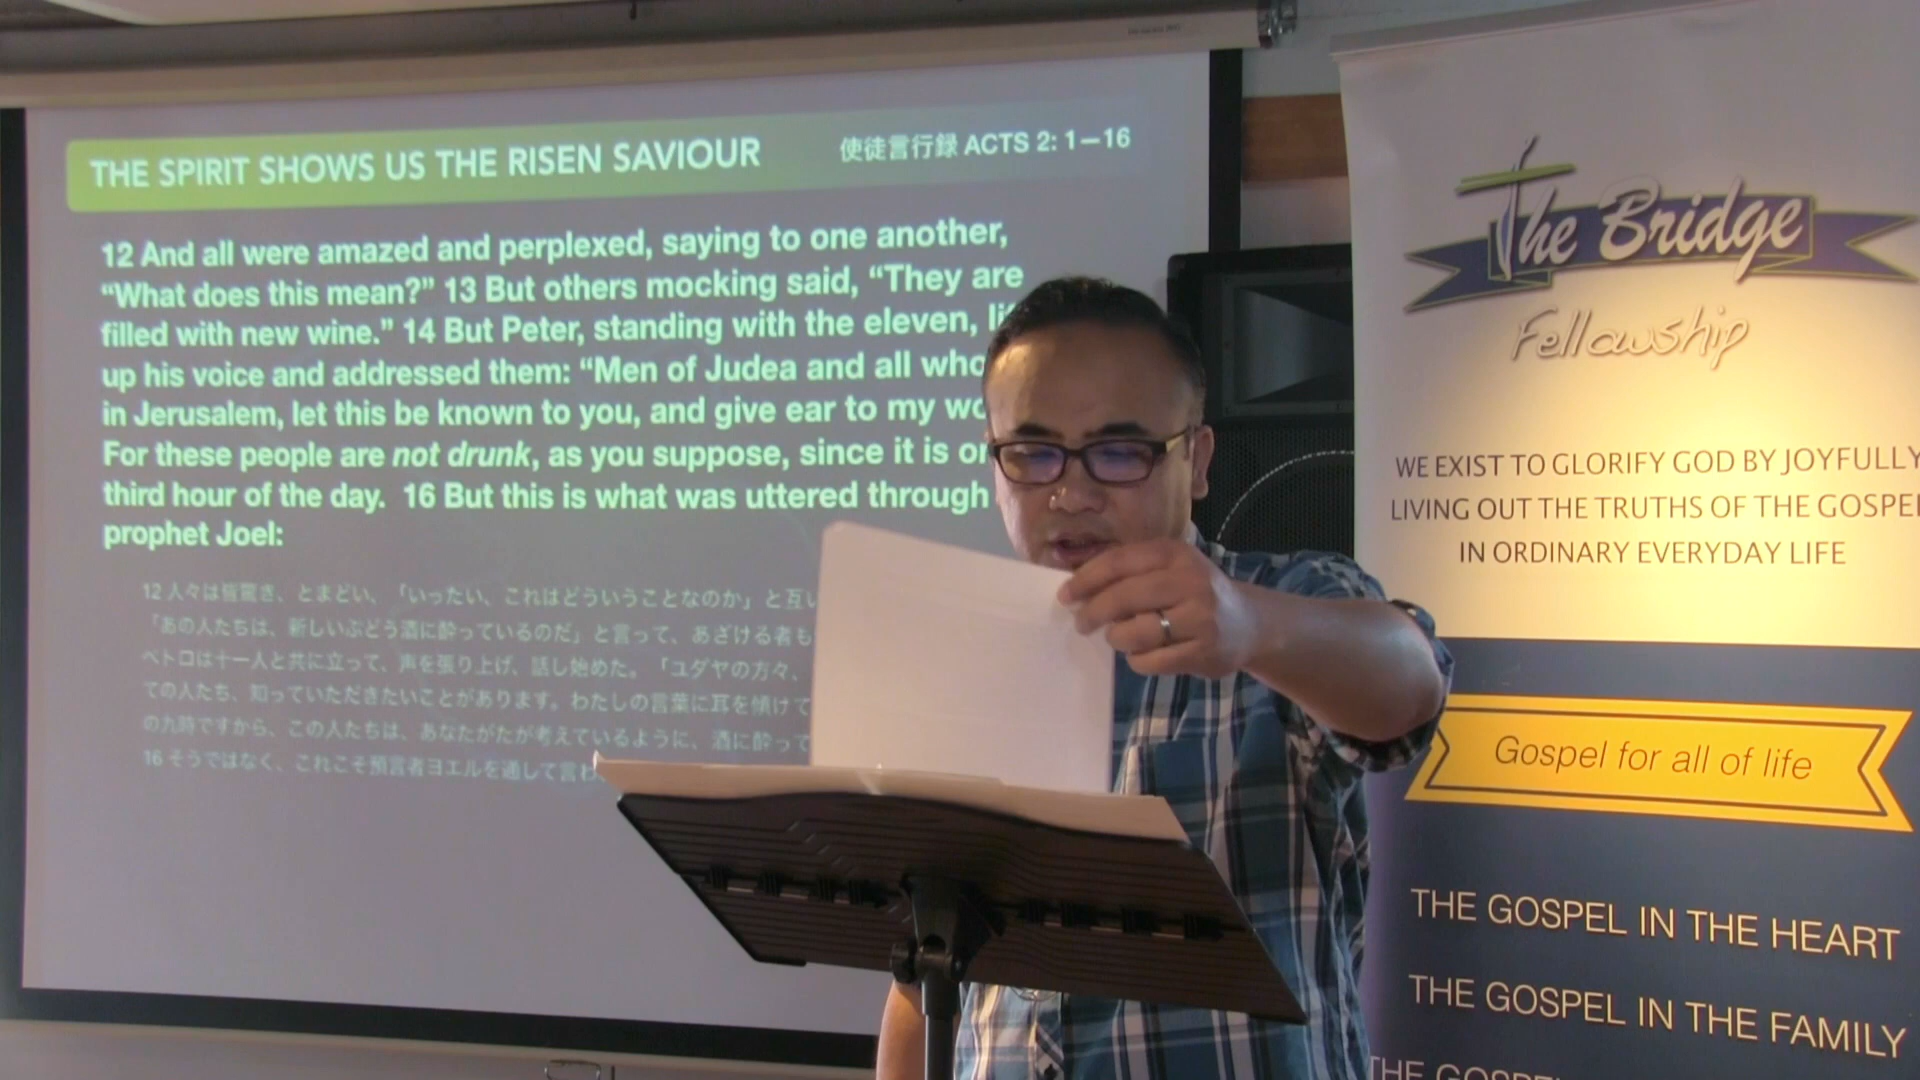 THE SPIRIT SHOWS US THE RISEN SAVIOUR
使徒言行録 ACTS 2: 1—16
12 And all were amazed and perplexed, saying to one another,
“What does this mean?” 13 But others mocking said, “They are
filled with new wine.” 14 But Peter, standing with the eleven,
up his voice and addressed them: “Men of Judea and all who
in Jerusalem, let this be known to you, and give ear to my
For these people are not drunk, as you suppose, since it is
third hour of the day. 16 But this is what was uttered through
prophet Joel:
12 人々は皆驚き、とまどい、「いったい、これはどういうことなのか」と互い
「あの人たちは、新しいぶどう酒に酔っているのだ」と言って、あざける者も
ペトロは十一人と共に立って、声を張り上げ、話し始めた。「ユダヤの方々、
ての人たち、知っていただきたいことがあります。わたしの言葉に耳を傾けて
の九時ですから、この人たちは、あなたがたが考えているように、酒に酔って
16 そうではなく、これこそ預言者ヨエルを通して言わ
The Bridge
Fellowship
WE EXIST TO GLORIFY GOD BY JOYFULLY
LIVING OUT THE TRUTHS OF THE GOSPEL
IN ORDINARY EVERYDAY LIFE
Gospel for all of life
THE GOSPEL IN THE HEART
THE GOSPEL IN THE FAMILY
THE